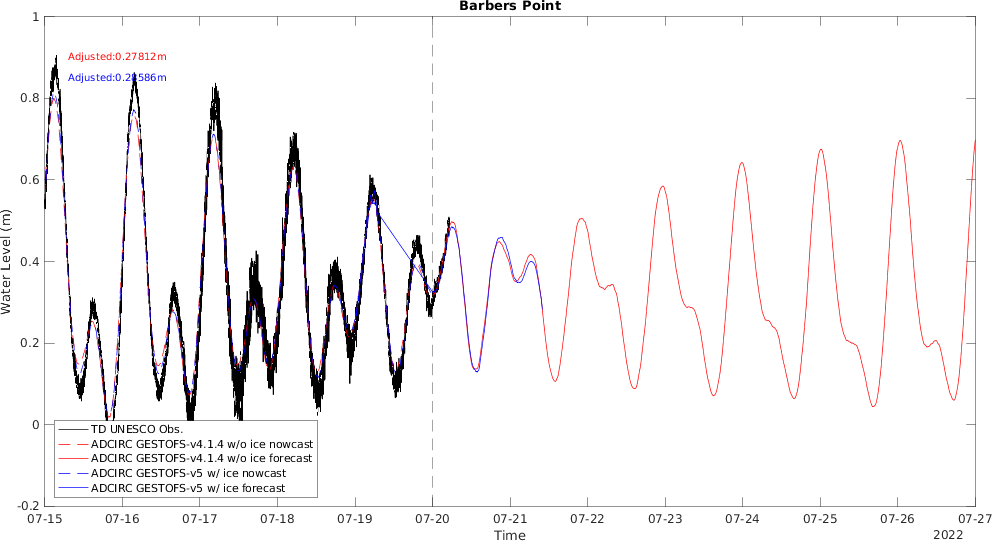 Barbers Point
1
0.8
0.6
0.4
0.2
0
-0.2
Water Level (m)
Adjusted:0.27812m
TD UNESCO Obs.
ADCIRC GESTOFS-v4.1.4 w/o ice nowcast
ADCIRC GESTOFS-v4.1.4 w/o ice forecast
ADCIRC GESTOFS-v5 w/ ice nowcast
ADCIRC GESTOFS-v5 w/ ice forecast
07-15 07-16 07-17 07-18 07-19 07-20 07-21 07-22 07-23 07-24 07-25 07-26 07-27
Time
2022